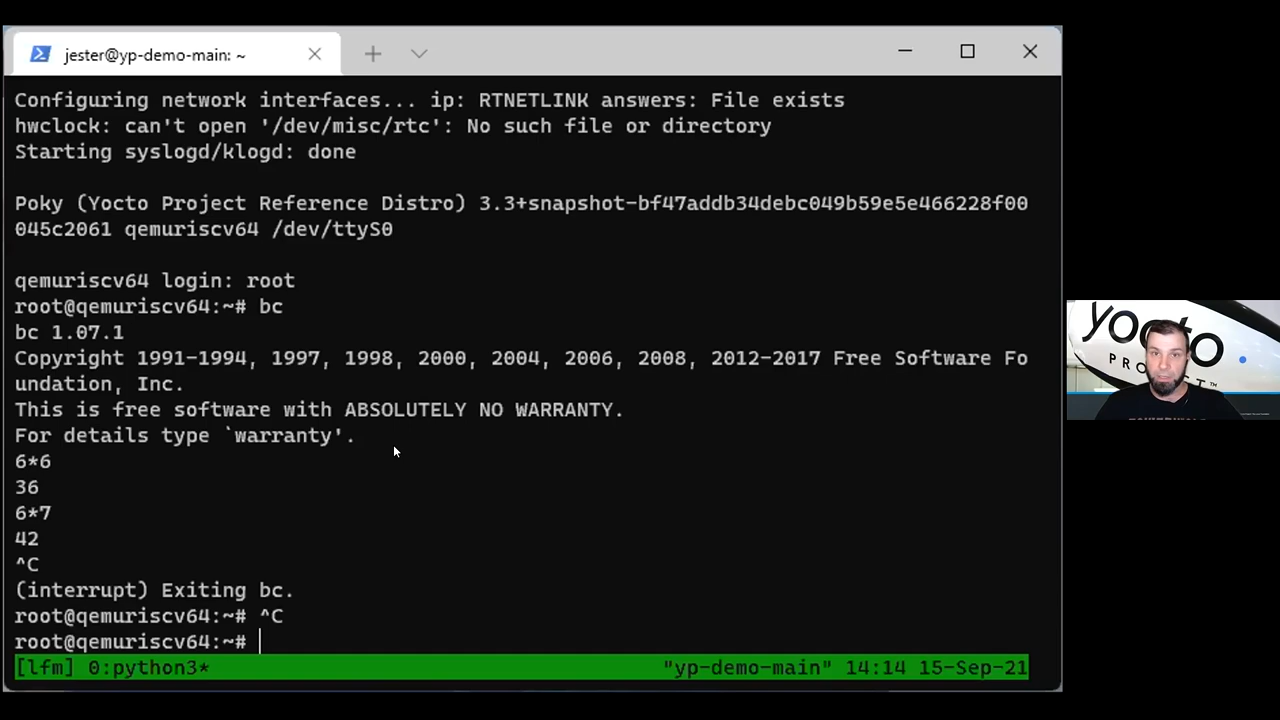 jester@yp-demo-main: ~
Configuring network interfaces... ip: RTNETLINK answers: File exists
hwclock: can't open '/dev/misc/rtc': No such file or directory
Starting syslogd/klogd: done
Poky (Yocto Project Reference Distro) 3.3+snapshot-bf47addb34debc049b59e5e466228f00
045c2061 qemuriscv64 /dev/ttyS0
qemuriscv64 login: root
root@qemuriscv64:~# bc
bc 1.07.1
Copyright 1991-1994, 1997, 1998, 2000, 2004, 2006, 2008, 2012-2017 Free Software Fo
undation, Inc.
This is free software with ABSOLUTELY NO WARRANTY.
For details type `warranty'.
6*6
36
6*7
42
^C
(interrupt) Exiting bc.
root@qemuriscv64:~# ^C
root@qemuriscv64:~#
[lfm] 0:python3* "yp-demo-main" 14:14 15-Sep-21
yocto